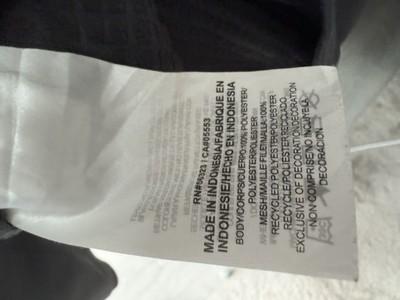 RN#56323 | CA#05553
MADE IN INDONESIA/FABRIQUE EN
INDONESIE/HECHO EN INDONESIA
BODY/CORPS/CUERPO:100% POLYESTER/
POLYESTER/POLIESTER
MESH/MAILLE FILET/MALLA:100%
RECYCLED POLYESTER/POLYESTER
RECYCLE/POLIESTER RECICLADO
EXCLUSIVE OF DECORATION/DECORATION
NON COMPRISE/NO INCLUYE LA
DECORACION